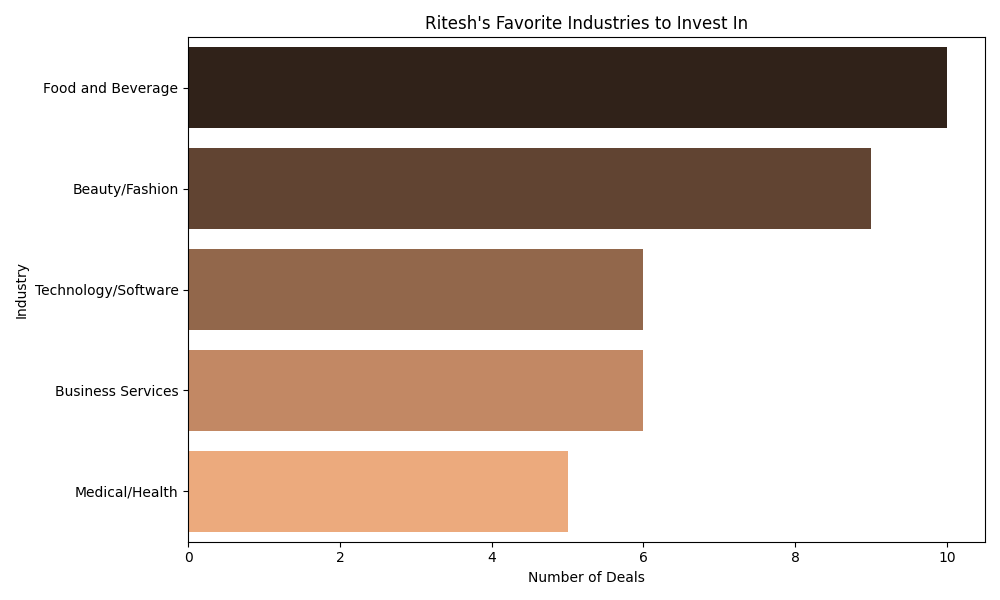 Ritesh's Favorite Industries to Invest In
Industry
Food and Beverage
Beauty/Fashion
Technology/Software
Business Services
Medical/Health
0 2 4 6 8 10
Number of Deals